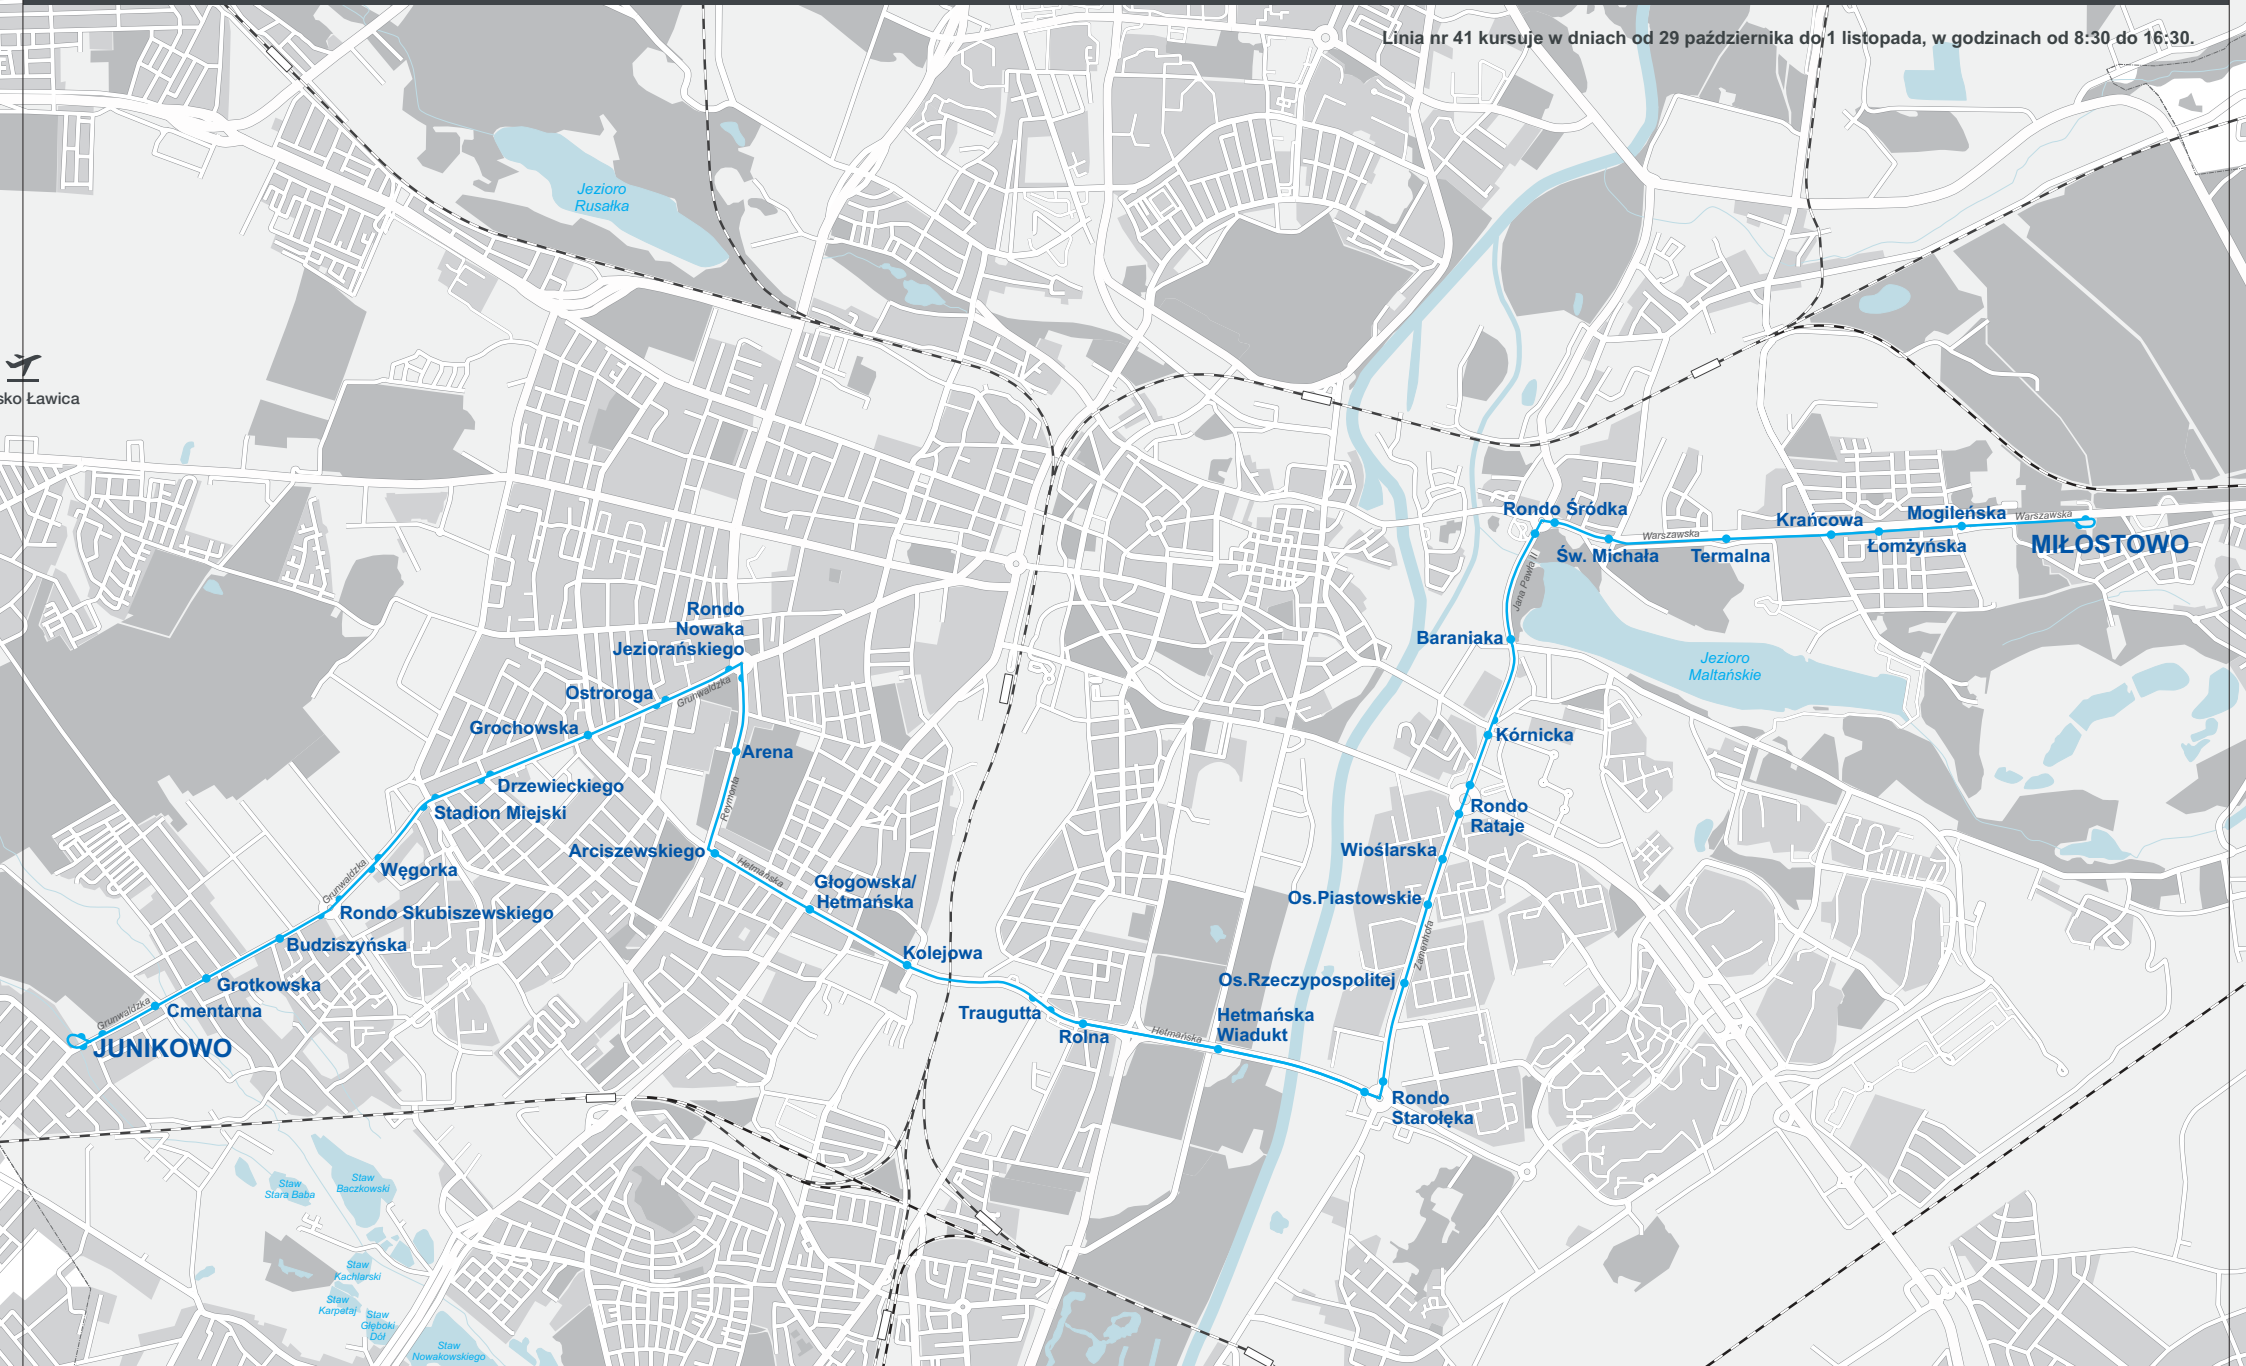 Linia nr 41 kursuje w dniach od 29 października do 1 listopada, w godzinach od 8:30 do 16:30.
Jezioro
Rusałka
sko Ławica
Rondo Śródka
Krańcowa
Mogileńska
Warszawska
Warszawska
Św. Michała
Termalna
Łomżyńska
MIŁOSTOWO
Jana Pawła II
Baraniaka
Jezioro
Maltańskie
Rondo
Nowaka
Jeziorańskiego
Ostroroga
Grunwaldzka
Grochowska
Arena
Kórnicka
Drzewieckiego
Stadion Miejski
Reymonta
Rondo
Rataje
Arciszewskiego
Wioślarska
Węgorka
Grunwaldzka
Hetmańska
Głogowska/
Hetmańska
Os.Piastowskie
Rondo Skubiszewskiego
Budziszyńska
Kolejowa
Zamenhofa
Grotkowska
Os.Rzeczypospolitej
Cmentarna
Grunwaldzka
Traugutta
Hetmańska
Wiadukt
Rolna
Hetmańska
JUNIKOWO
Rondo
Starołęka
Staw
Stara Baba
Staw
Baczkowski
Staw
Kachlarski
Staw
Karpetaj
Staw
Głęboki
Dół
Staw
Nowakowskiego